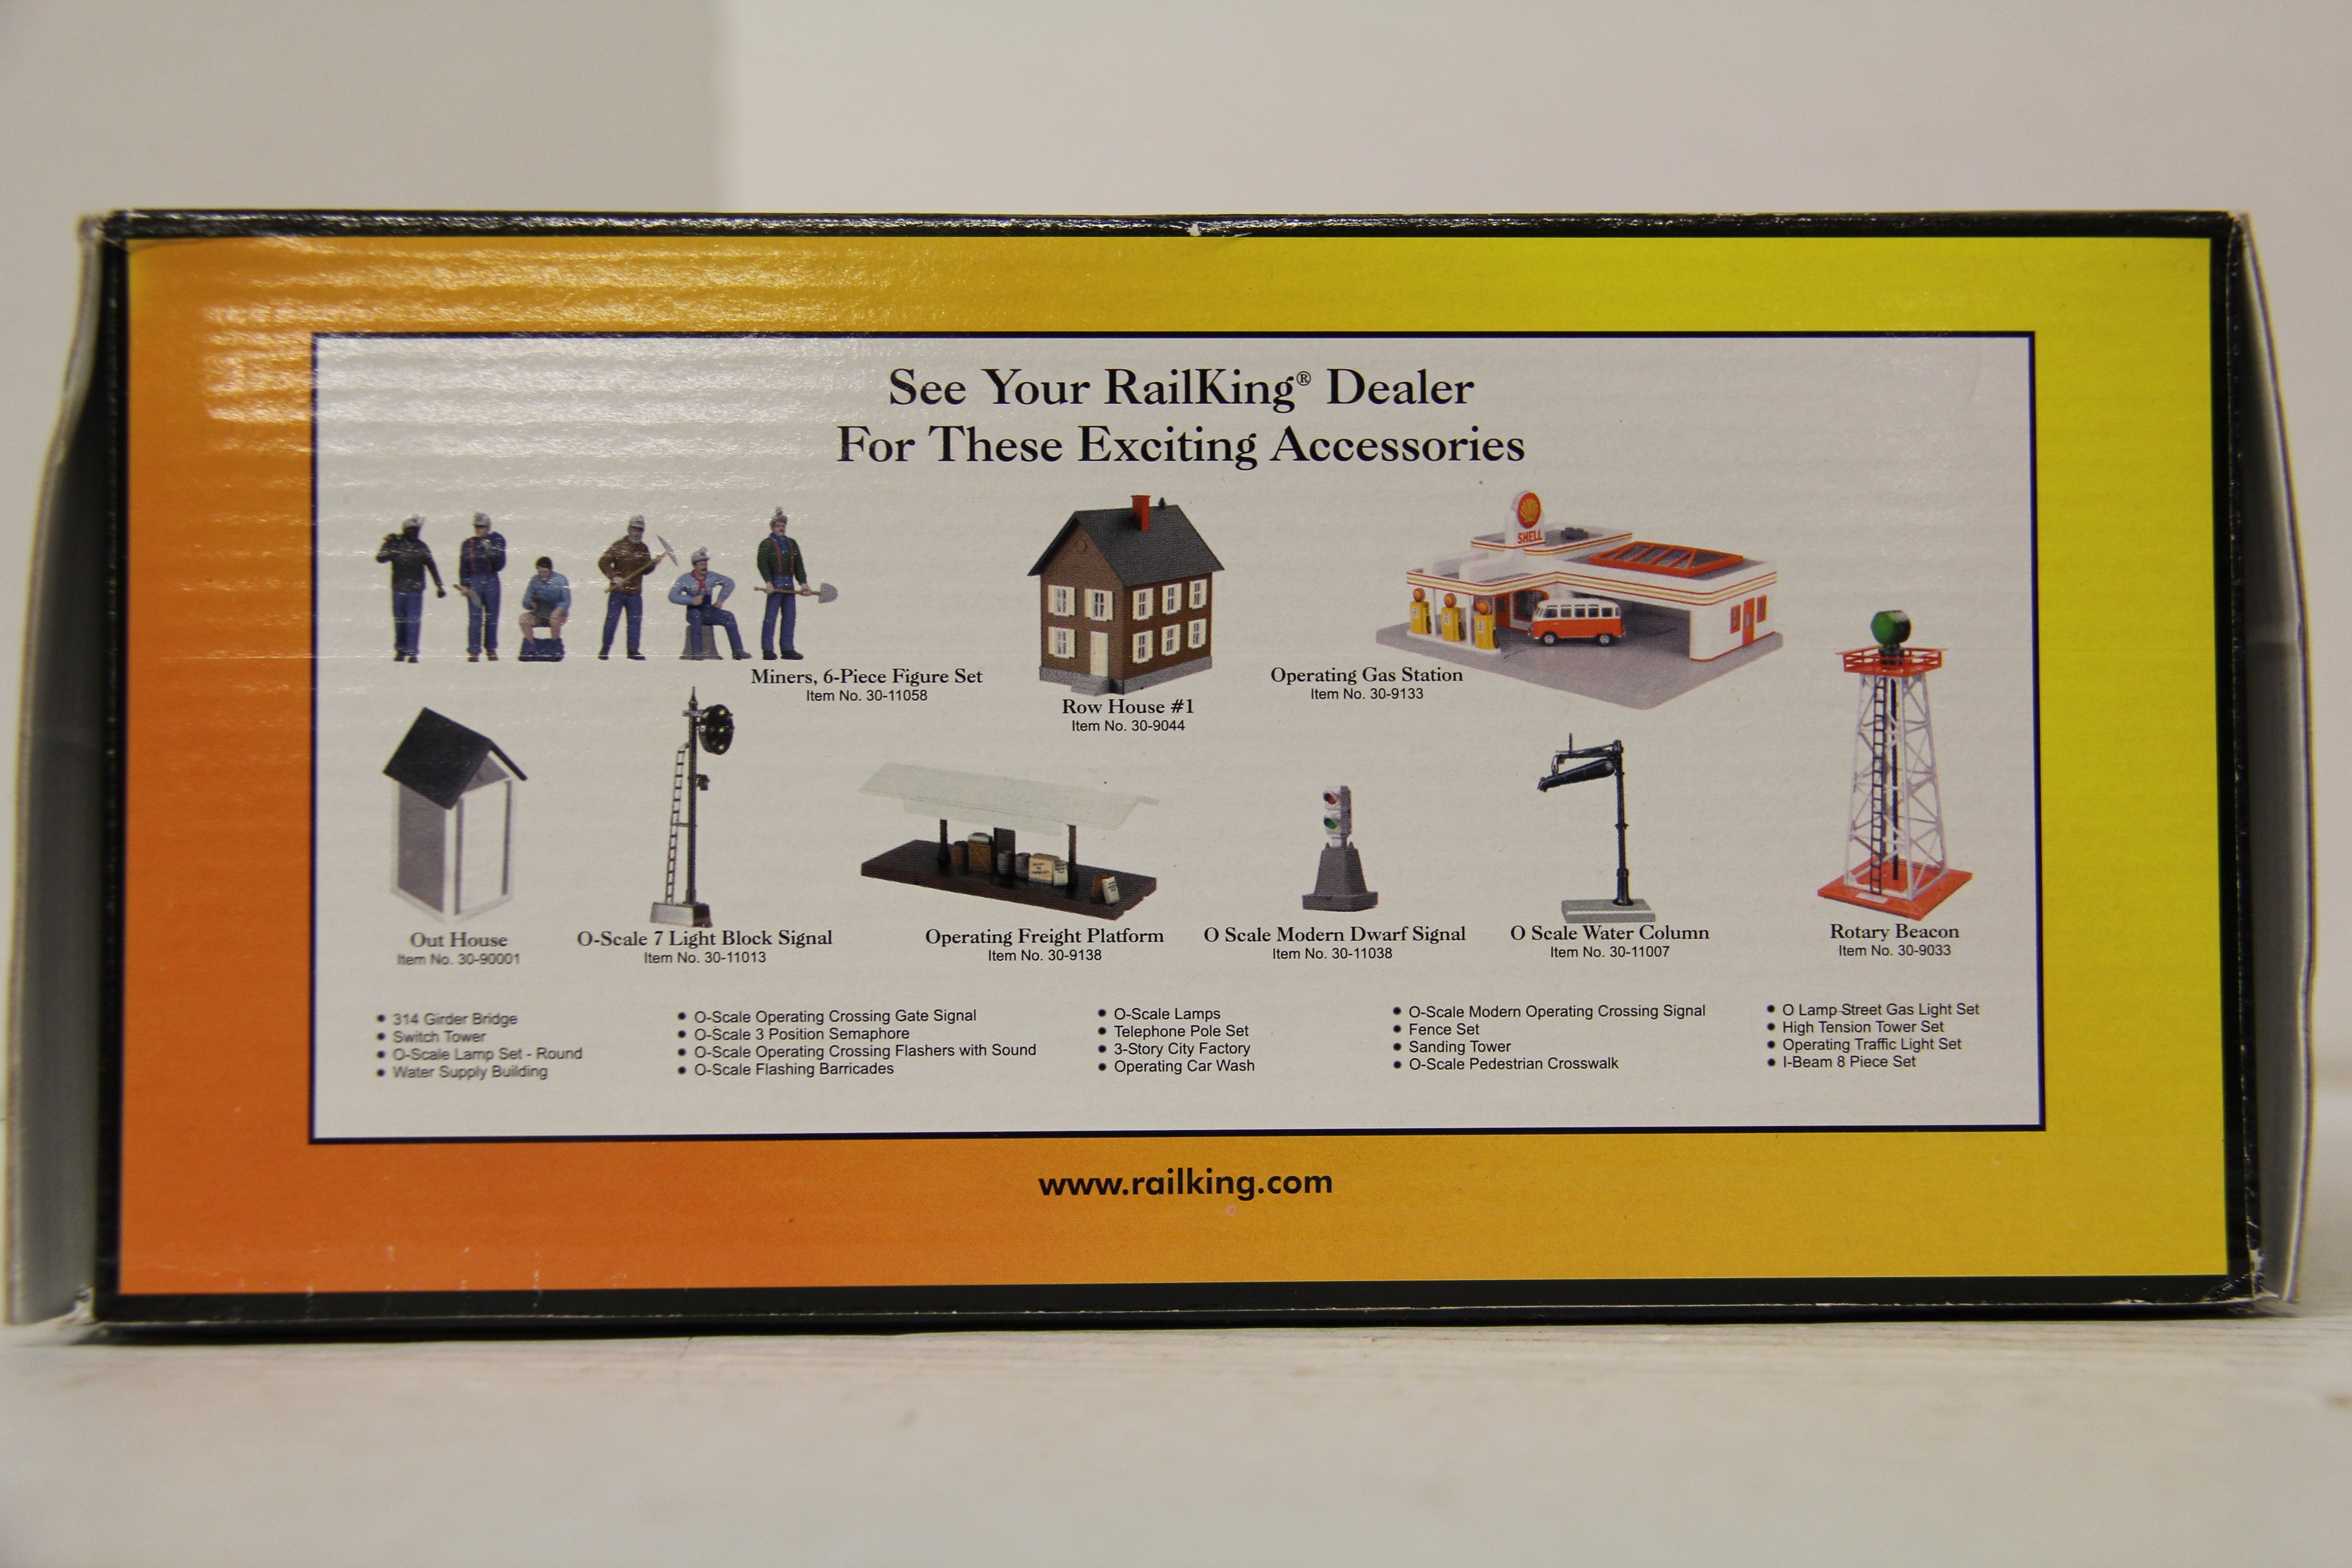 See Your RailKing® Dealer
For These Exciting Accessories
SHELL
Miners, 6-Piece Figure Set
Item No. 30-11058
Row House #1
Item No. 30-9044
Operating Gas Station
Item No. 30-9133
Out House
Item No. 30-90001
O-Scale 7 Light Block Signal
Item No. 30-11013
Operating Freight Platform
Item No. 30-9138
O Scale Modern Dwarf Signal
Item No. 30-11038
O Scale Water Column
Item No. 30-11007
Rotary Beacon
Item No. 30-9033
• 314 Girder Bridge
• Switch Tower
• O-Scale Lamp Set - Round
• Water Supply Building
• O-Scale Operating Crossing Gate Signal
• O-Scale 3 Position Semaphore
• O-Scale Operating Crossing Flashers with Sound
• O-Scale Flashing Barricades
• O-Scale Lamps
• Telephone Pole Set
• 3-Story City Factory
• Operating Car Wash
• O-Scale Modern Operating Crossing Signal
• Fence Set
• Sanding Tower
• O-Scale Pedestrian Crosswalk
• O Lamp Street Gas Light Set
• High Tension Tower Set
• Operating Traffic Light Set
• I-Beam 8 Piece Set
www.railking.com